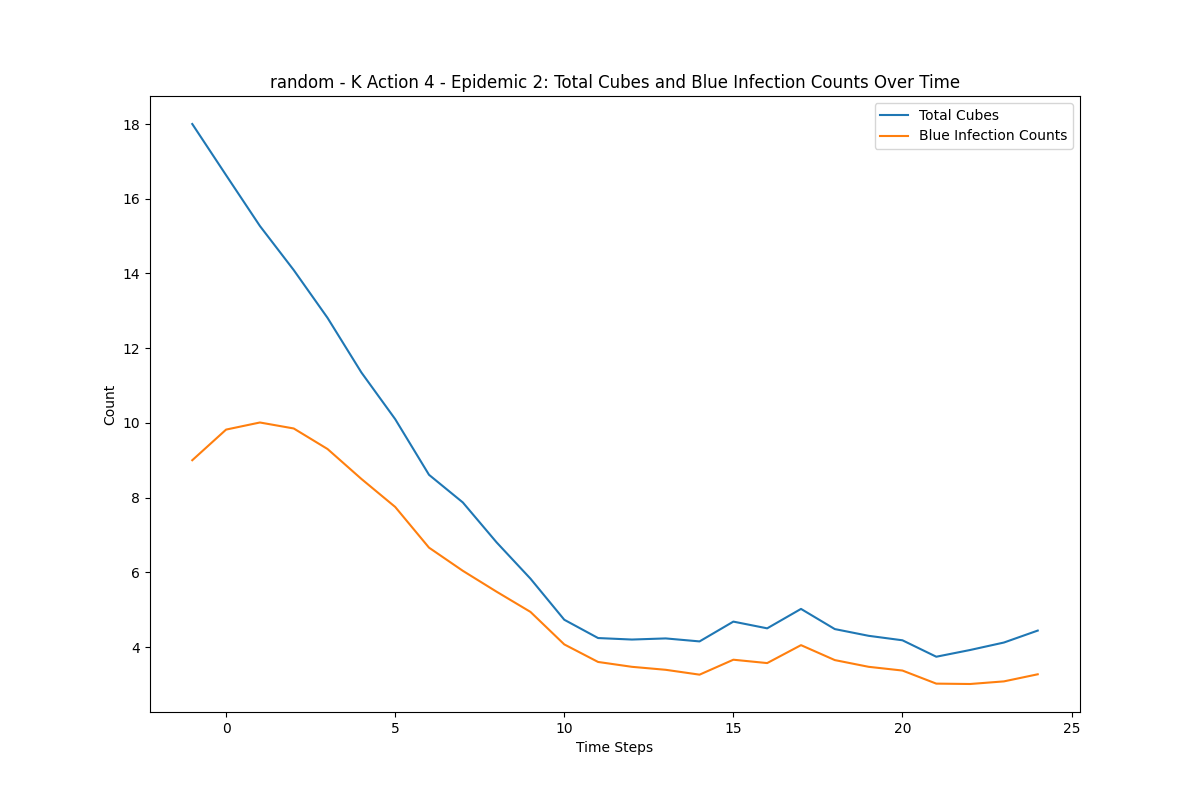 random - K Action 4 - Epidemic 2: Total Cubes and Blue Infection Counts Over Time
Total Cubes
Blue Infection Counts
Count
18
16
14
12
10
8
6
4
0 5 10 15 20 25
Time Steps